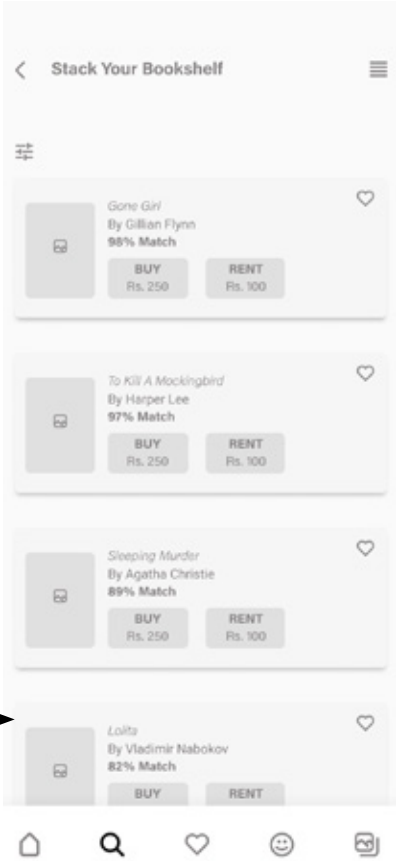 Stack Your Bookshelf
Gone Girl
By Gillian Flynn
98% Match
BUY RENT
Rs. 250 Rs. 100
To Kill A Mockingbird
By Harper Lee
97% Match
BUY RENT
Rs. 250 Rs. 100
Sleeping Murder
By Agatha Christie
89% Match
BUY RENT
Rs. 250 Rs. 100
Lolita
By Vladimir Nabokov
82% Match
BUY RENT